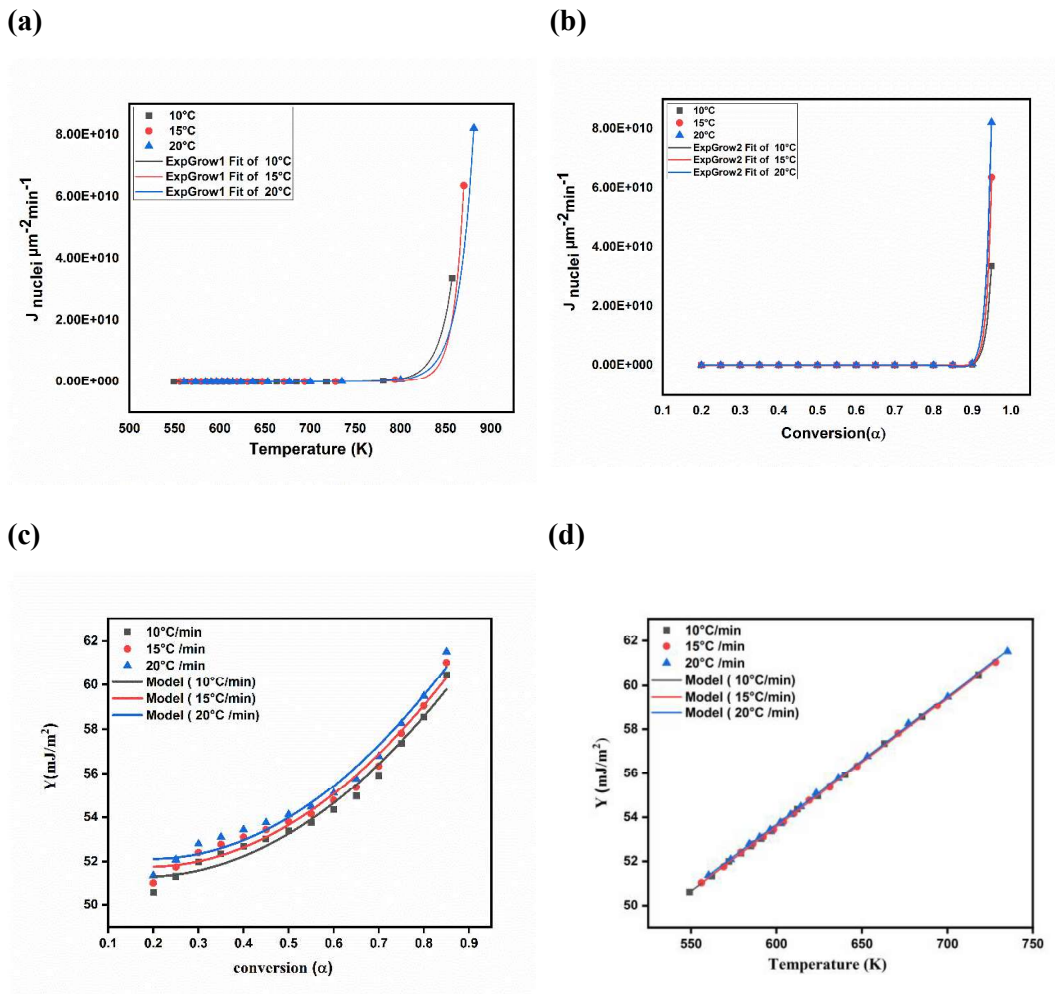 (a)
(b)
10°C
15°C
20°C
ExpGrow1 Fit of 10°C
ExpGrow1 Fit of 15°C
ExpGrow1 Fit of 20°C
8.00E+010
6.00E+010
4.00E+010
2.00E+010
0.00E+000
J nuclei µm-2min-1
500 550 600 650 700 750 800 850 900
Temperature (K)
10°C
15°C
20°C
ExpGrow2 Fit of 10°C
ExpGrow2 Fit of 15°C
ExpGrow2 Fit of 20°C
8.00E+010
6.00E+010
4.00E+010
2.00E+010
0.00E+000
J nuclei µm-2min-1
0.1 0.2 0.3 0.4 0.5 0.6 0.7 0.8 0.9 1.0
Conversion(α)
(c)
(d)
10°C/min
15°C /min
20°C /min
Model ( 10°C/min)
Model ( 15°C/min)
Model ( 20°C /min)
62
60
58
56
54
52
50
Y(mJ/m2)
0.1 0.2 0.3 0.4 0.5 0.6 0.7 0.8 0.9
conversion (α)
10°C/min
15°C /min
20°C /min
Model ( 10°C/min)
Model ( 15°C/min)
Model ( 20°C /min)
62
60
58
56
54
52
50
Y (mJ/m2)
550 600 650 700 750
Temperature (K)